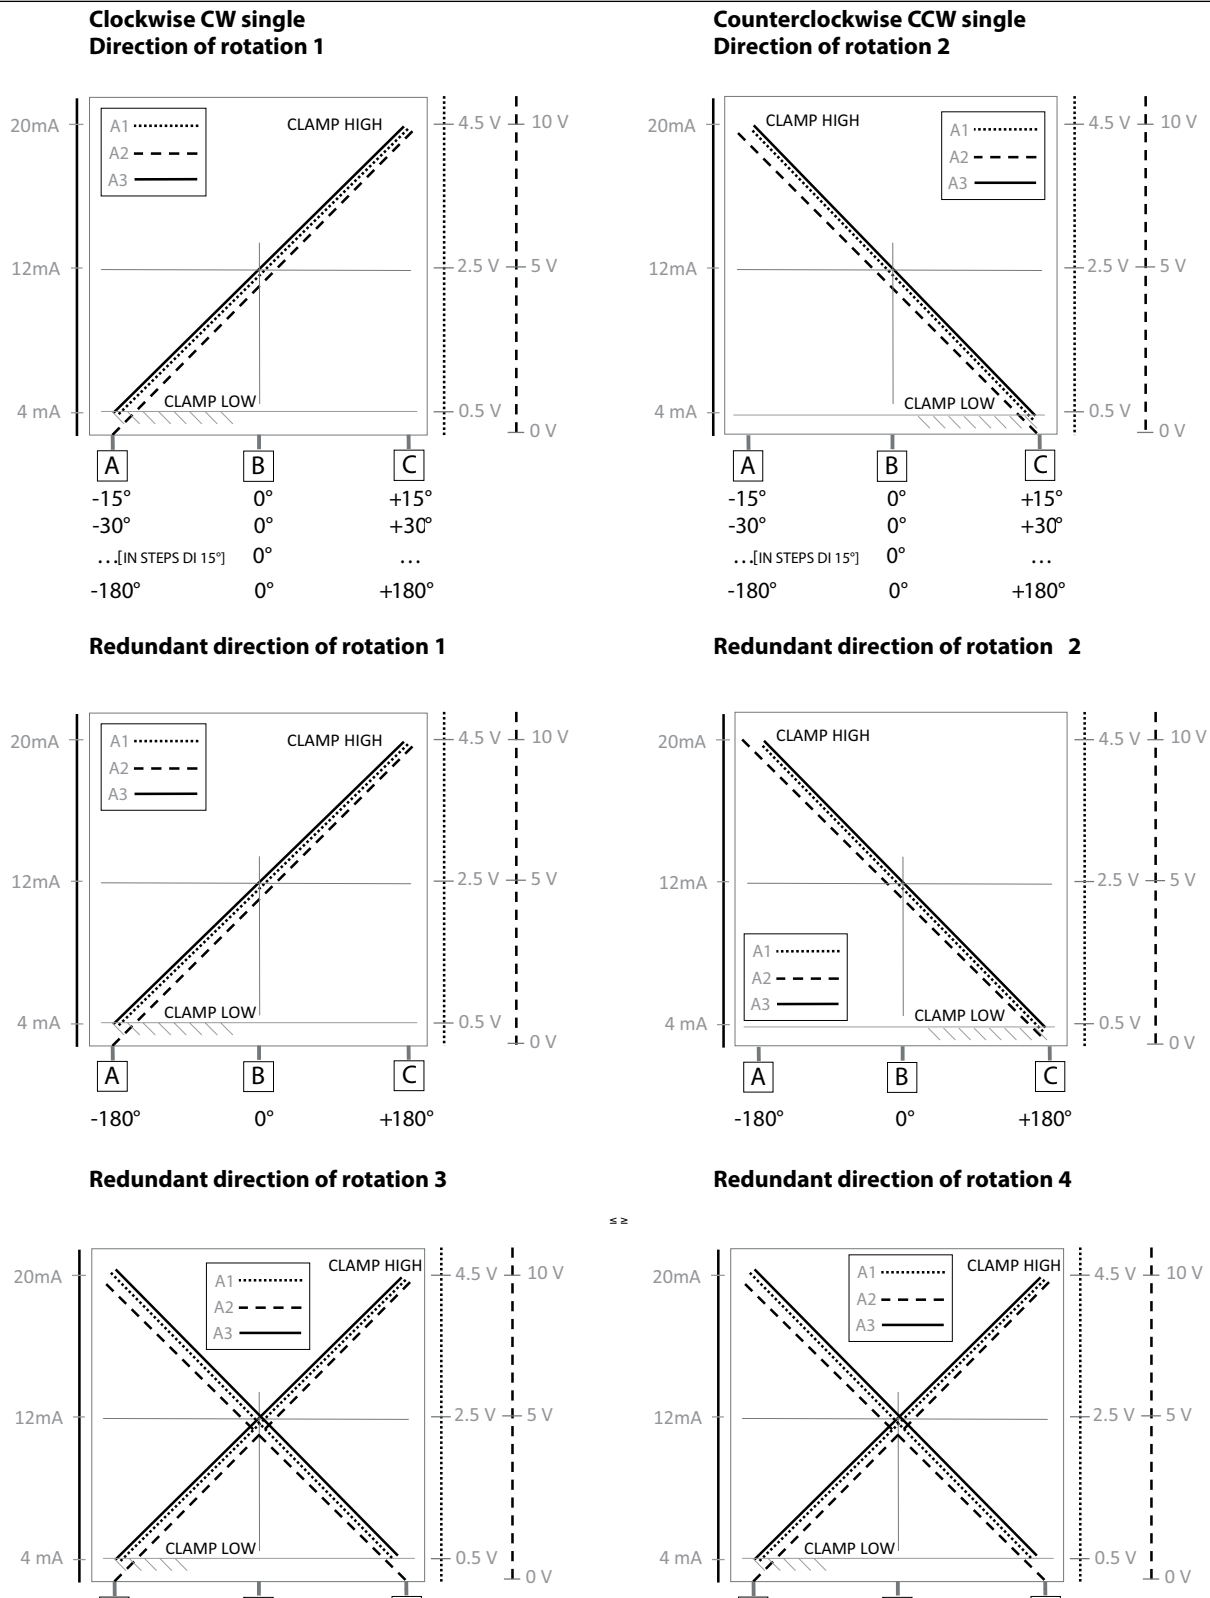 Clockwise CW single
Direction of rotation 1
20mA
A1
A2
A3
CLAMP HIGH
4.5 V
10 V
12mA
2.5 V
5 V
CLAMP LOW
4 mA
0.5 V
0 V
A
B
C
-15°
0°
+15°
-30°
0°
+30°
...[IN STEPS DI 15°]
0°
...
-180°
0°
+180°
Counterclockwise CCW single
Direction of rotation 2
20mA
CLAMP HIGH
A1
A2
A3
4.5 V
10 V
12mA
2.5 V
5 V
CLAMP LOW
4 mA
0.5 V
0 V
A
B
C
-15°
0°
+15°
-30°
0°
+30°
...[IN STEPS DI 15°]
0°
...
-180°
0°
+180°
Redundant direction of rotation 1
20mA
A1
A2
A3
CLAMP HIGH
4.5 V
10 V
12mA
2.5 V
5 V
CLAMP LOW
4 mA
0.5 V
0 V
A
B
C
-180°
0°
+180°
Redundant direction of rotation 2
20mA
CLAMP HIGH
4.5 V
10 V
12mA
2.5 V
5 V
A1
A2
A3
CLAMP LOW
4 mA
0.5 V
0 V
A
B
C
-180°
0°
+180°
Redundant direction of rotation 3
20mA
A1
A2
A3
CLAMP HIGH
4.5 V
10 V
12mA
2.5 V
5 V
CLAMP LOW
4 mA
0.5 V
0 V
≤ ≥
Redundant direction of rotation 4
20mA
A1
A2
A3
CLAMP HIGH
4.5 V
10 V
12mA
2.5 V
5 V
CLAMP LOW
4 mA
0.5 V
0 V